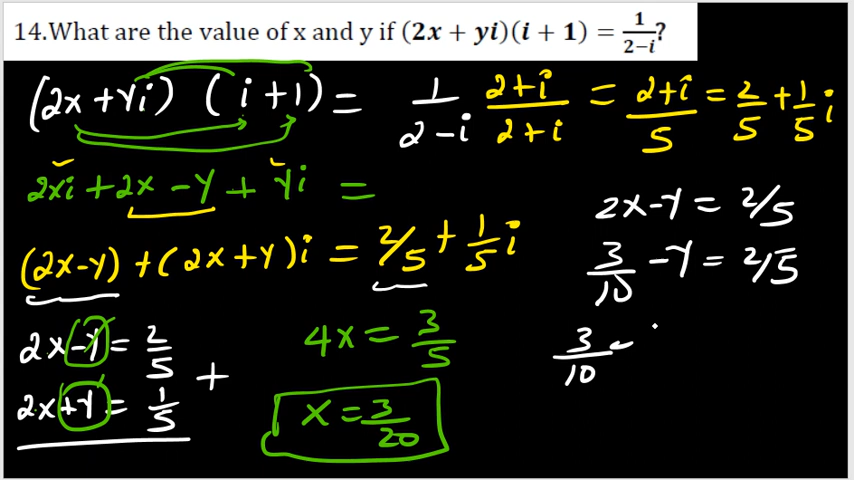 14.What are the value of x and y if (2x + yi)(i + 1) = 1/(2−i)?
(2x + yi) (i + 1) = 1/(2-i) (2+i)/(2+i) = (2+i)/5 = 2/5 + 1/5 i
2xi + 2x - y + yi =
(2x-y) + (2x+y)i = 2/5 + 1/5 i
2x - y = 2/5
2x + y = 1/5
+
4x = 3/5
x = 3/20
2x - y = 2/5
3/10 - y = 2/5
3/10 -